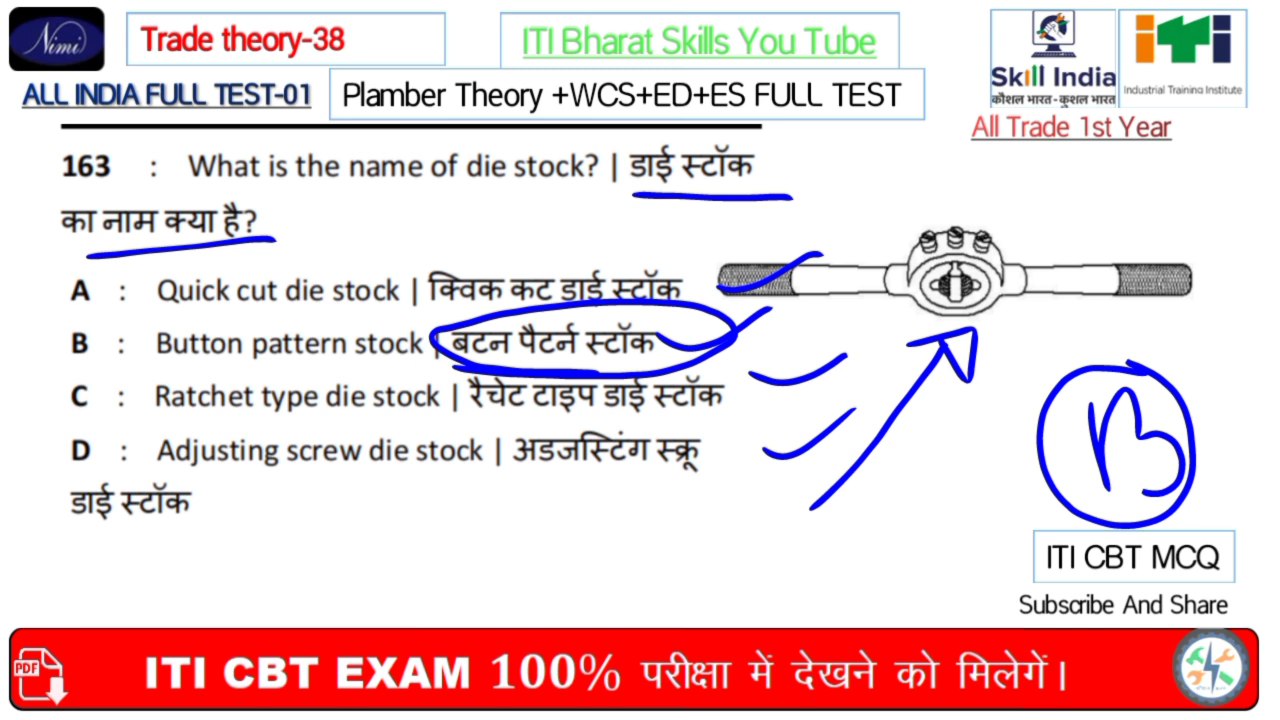 Nimi
Trade theory-38
ITI Bharat Skills You Tube
Skill India
कौशल भारत-कुशल भारत
iTi
Industrial Training Institute
ALL INDIA FULL TEST-01
Plamber Theory +WCS+ED+ES FULL TEST
All Trade 1st Year
163 : What is the name of die stock? | डाई स्टॉक
का नाम क्या है?
A : Quick cut die stock | क्विक कट डाई स्टॉक
B : Button pattern stock | बटन पैटर्न स्टॉक
C : Ratchet type die stock | रैचेट टाइप डाई स्टॉक
D : Adjusting screw die stock | अडजस्टिंग स्क्रू
डाई स्टॉक
B
ITI CBT MCQ
Subscribe And Share
PDF
ITI CBT EXAM 100% परीक्षा में देखने को मिलेगें।